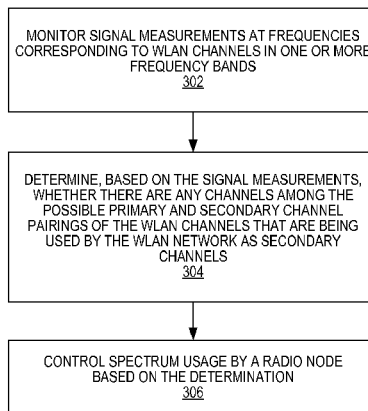 MONITOR SIGNAL MEASUREMENTS AT FREQUENCIES
CORRESPONDING TO WLAN CHANNELS IN ONE OR MORE
FREQUENCY BANDS
302
DETERMINE, BASED ON THE SIGNAL MEASUREMENTS,
WHETHER THERE ARE ANY CHANNELS AMONG THE
POSSIBLE PRIMARY AND SECONDARY CHANNEL
PAIRINGS OF THE WLAN CHANNELS THAT ARE BEING
USED BY THE WLAN NETWORK AS SECONDARY
CHANNELS
304
CONTROL SPECTRUM USAGE BY A RADIO NODE
BASED ON THE DETERMINATION
306